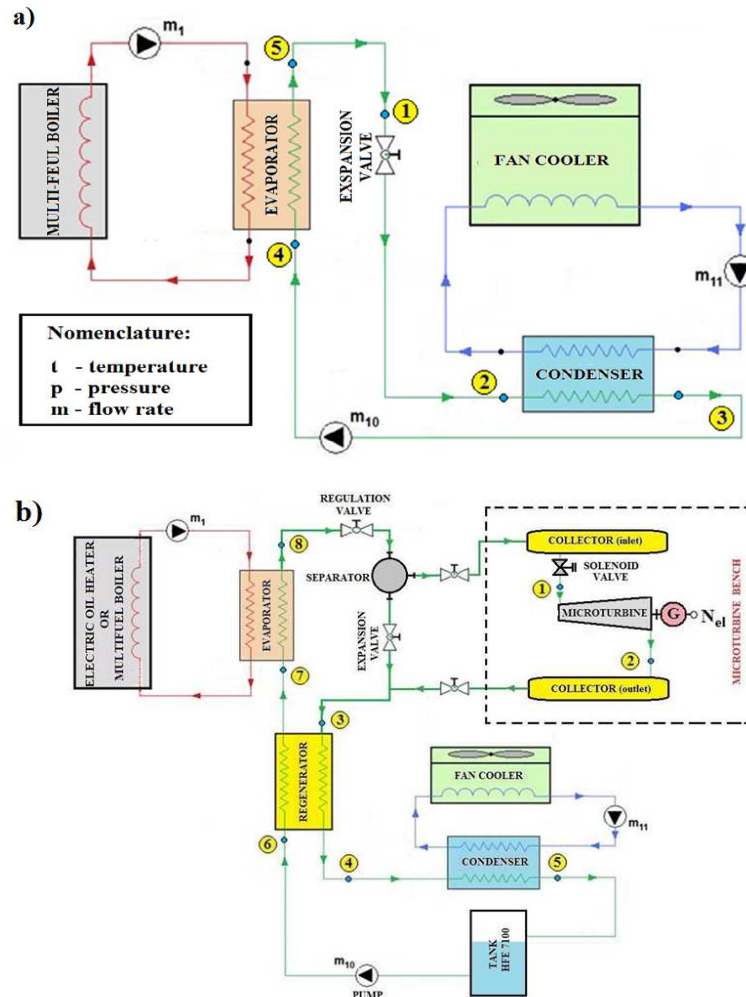 a)
m1
5
1
MULTI-FEUL BOILER
EVAPORATOR
EXSPANSION
VALVE
FAN COOLER
4
m11
Nomenclature:
t - temperature
p - pressure
m - flow rate
2
CONDENSER
3
m10
b)
REGULATION
VALVE
m1
8
COLLECTOR (inlet)
SEPARATOR
SOLENOID
VALVE
1
ELECTRIC OIL HEATER
OR
MULTIFUEL BOILER
EVAPORATOR
EXPANSION
VALVE
MICROTURBINE
G
Nel
MICROTURBINE BENCH
2
7
COLLECTOR (outlet)
3
REGENERATOR
FAN COOLER
m11
6
CONDENSER
4
5
TANK
HFE 7100
m10
PUMP